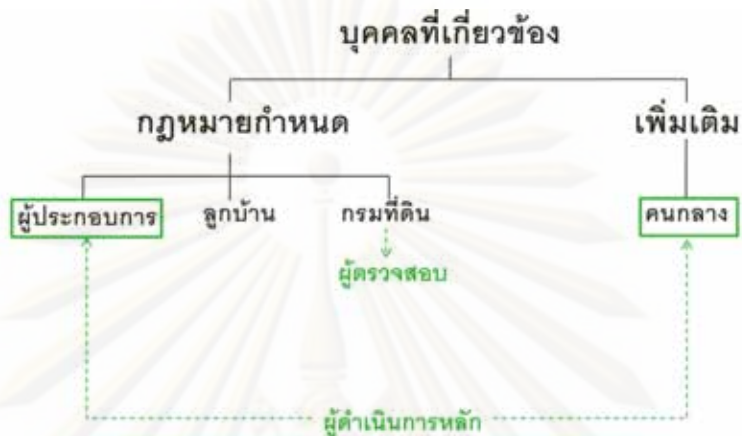 บุคคลที่เกี่ยวข้อง
กฎหมายกำหนด
เพิ่มเติม
ผู้ประกอบการ
ลูกบ้าน
กรมที่ดิน
คนกลาง
ผู้ตรวจสอบ
ผู้ดำเนินการหลัก